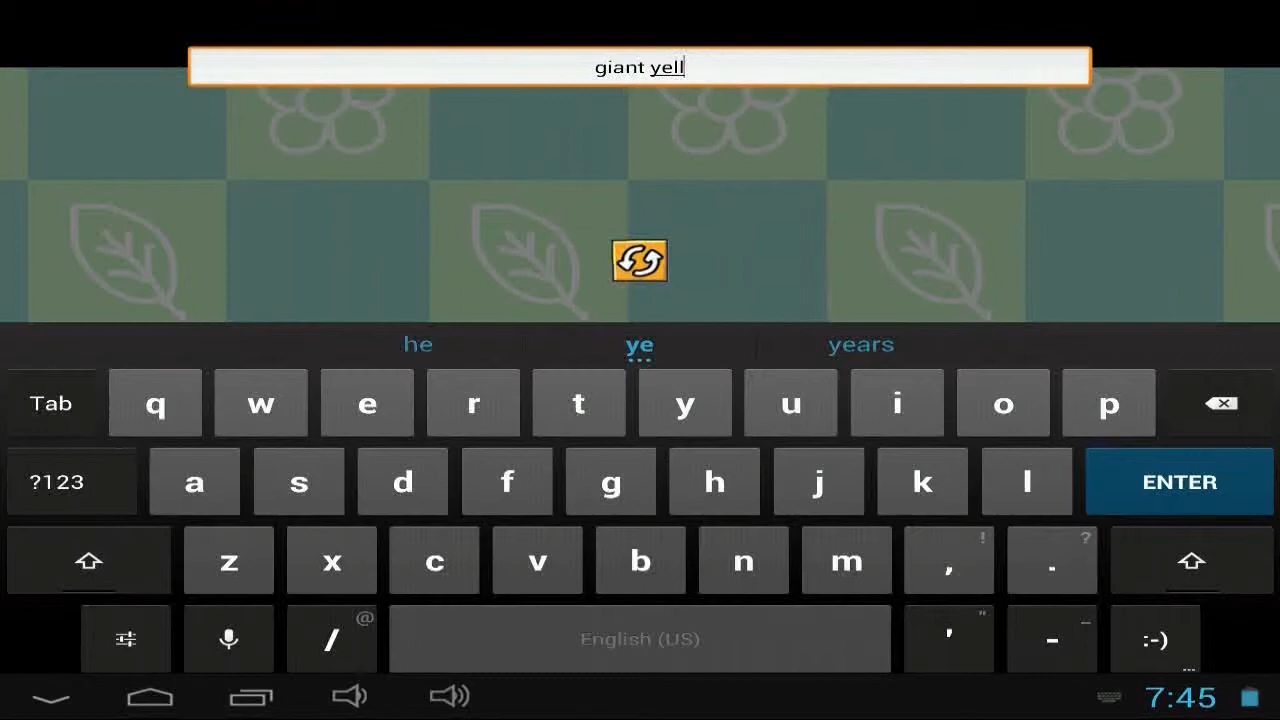 giant yell
he ye years
Tab q w e r t y u i o p
?123 a s d f g h j k l ENTER
z x c v b n m , ! . ?
/ @ English (US) ' " - _ :-) ...
7:45